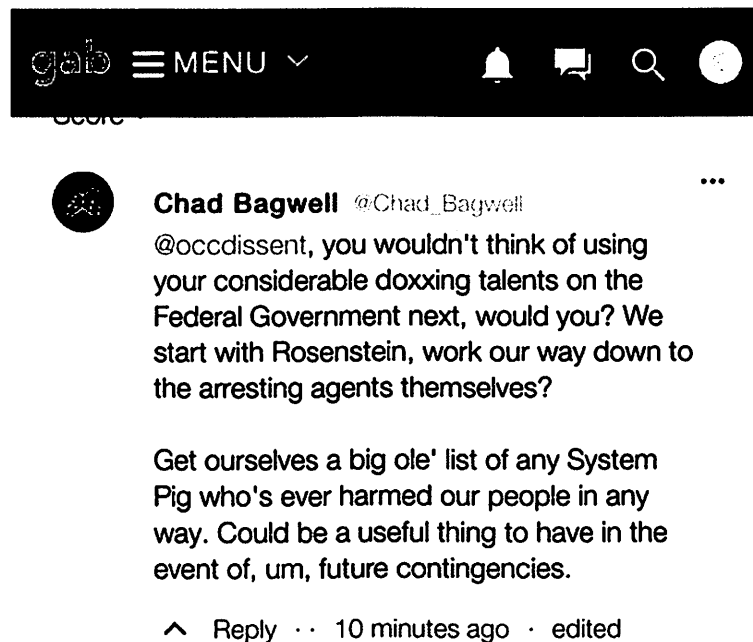 gab MENU
Score
Chad Bagwell @Chad_Bagwell
@occdissent, you wouldn't think of using
your considerable doxxing talents on the
Federal Government next, would you? We
start with Rosenstein, work our way down to
the arresting agents themselves?
Get ourselves a big ole' list of any System
Pig who's ever harmed our people in any
way. Could be a useful thing to have in the
event of, um, future contingencies.
Reply · · 10 minutes ago · edited